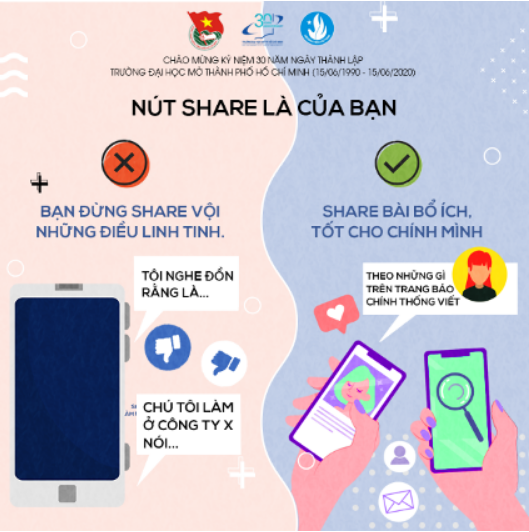 30
CHÀO MỪNG KỶ NIỆM 30 NĂM NGÀY THÀNH LẬP
TRƯỜNG ĐẠI HỌC MỞ THÀNH PHỐ HỒ CHÍ MINH (15/06/1990 - 15/06/2020)
NÚT SHARE LÀ CỦA BẠN
BẠN ĐỪNG SHARE VỘI
NHỮNG ĐIỀU LINH TINH.
TÔI NGHE ĐỒN
RẰNG LÀ...
CHÚ TÔI LÀM
Ở CÔNG TY X
NÓI...
SHARE BÀI BỔ ÍCH,
TỐT CHO CHÍNH MÌNH
THEO NHỮNG GÌ
TRÊN TRANG BÁO
CHÍNH THỐNG VIẾT